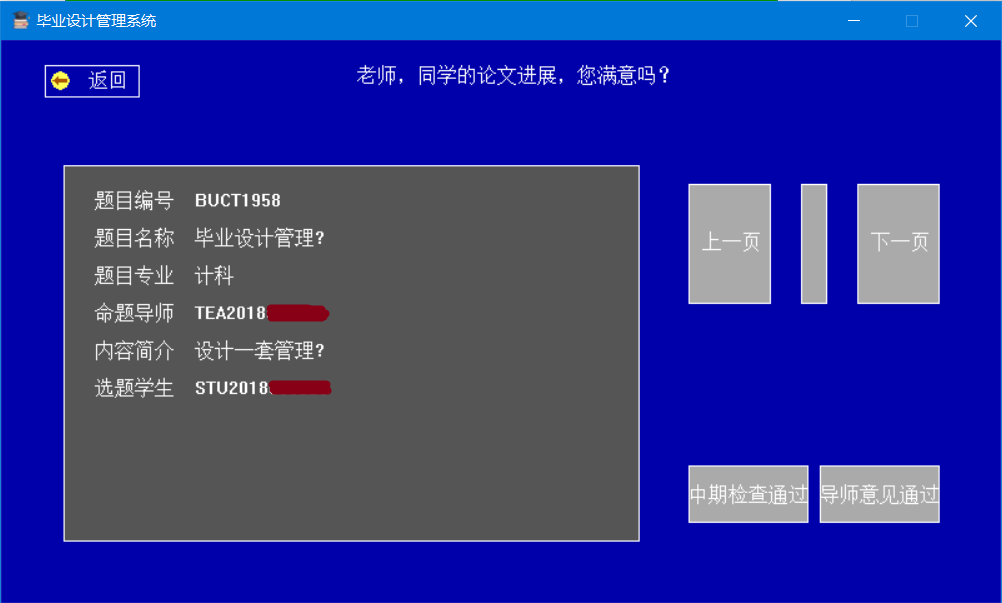 毕业设计管理系统
返回
老师，同学的论文进展，您满意吗？
题目编号 BUCT1958
题目名称 毕业设计管理?
题目专业 计科
命题导师 TEA2018
内容简介 设计一套管理?
选题学生 STU2018
上一页
下一页
中期检查通过
导师意见通过